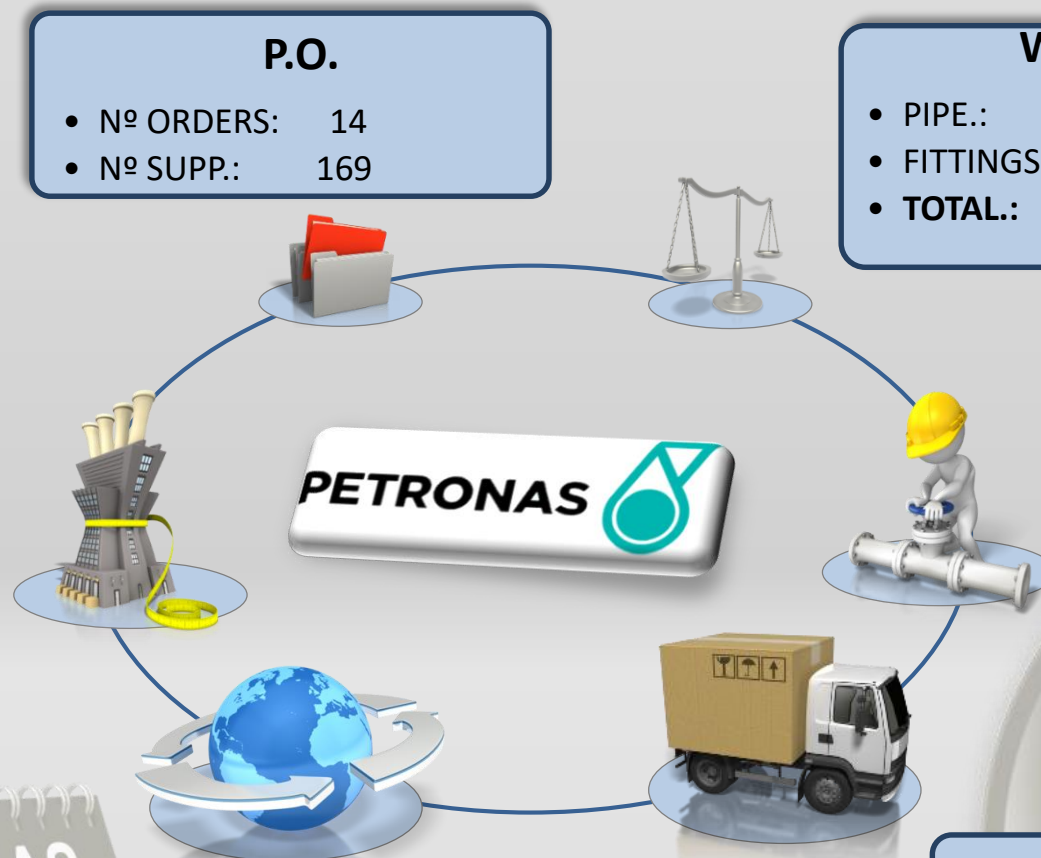 P.O.
• Nº ORDERS: 14
• Nº SUPP.: 169
• PIPE.:
• FITTINGS
• TOTAL.:
PETRONAS